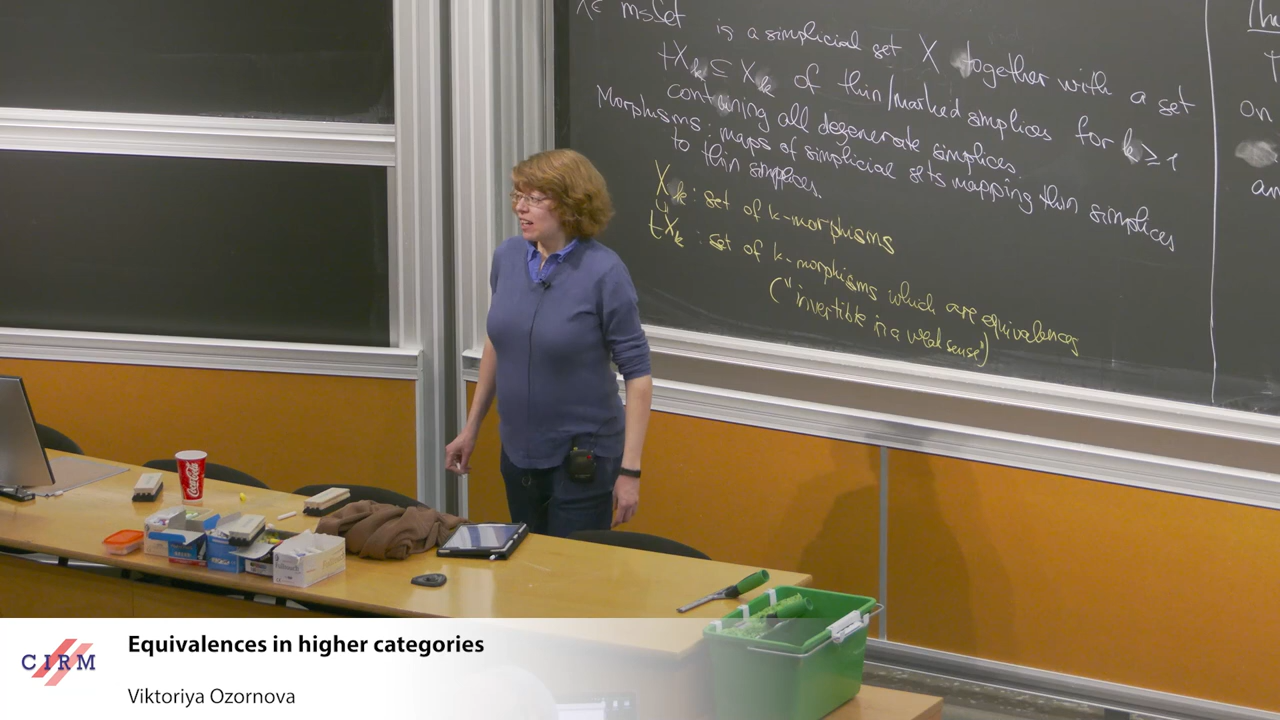 X ∈ msSet is a simplicial set X together with a set
tX_k ⊆ X_k of thin/marked simplices for k ≥ 1
containing all degenerate simplices.
Morphisms: maps of simplicial sets mapping thin simplices
to thin simplices.
X_k : set of k-morphisms
tX_k : set of k-morphisms which are equivalences
("invertible in a weak sense")
on
an
Coca-Cola
CIRM
Equivalences in higher categories
Viktoriya Ozornova